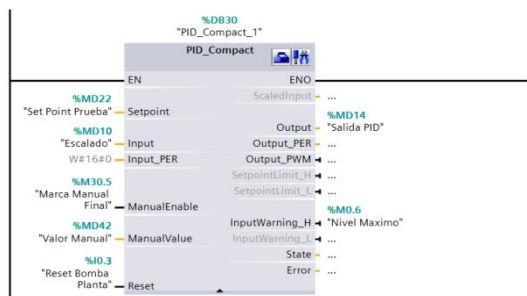 %DB30
"PID_Compact_1"
PID_Compact
EN ENO
%MD22
"Set Point Prueba" Setpoint
ScaledInput ...
%MD14
Output "Salida PID"
%MD10
"Escalado" Input
Output_PER ...
W#16#0 Input_PER
Output_PWM ...
%M30.5
"Marca Manual
Final" ManualEnable
SetpointLimit_H ...
SetpointLimit_L ...
%M0.6
InputWarning_H "Nivel Maximo"
%MD42
"Valor Manual" ManualValue
InputWarning_L ...
State ...
%I0.3
"Reset Bomba
Planta" Reset
Error ...